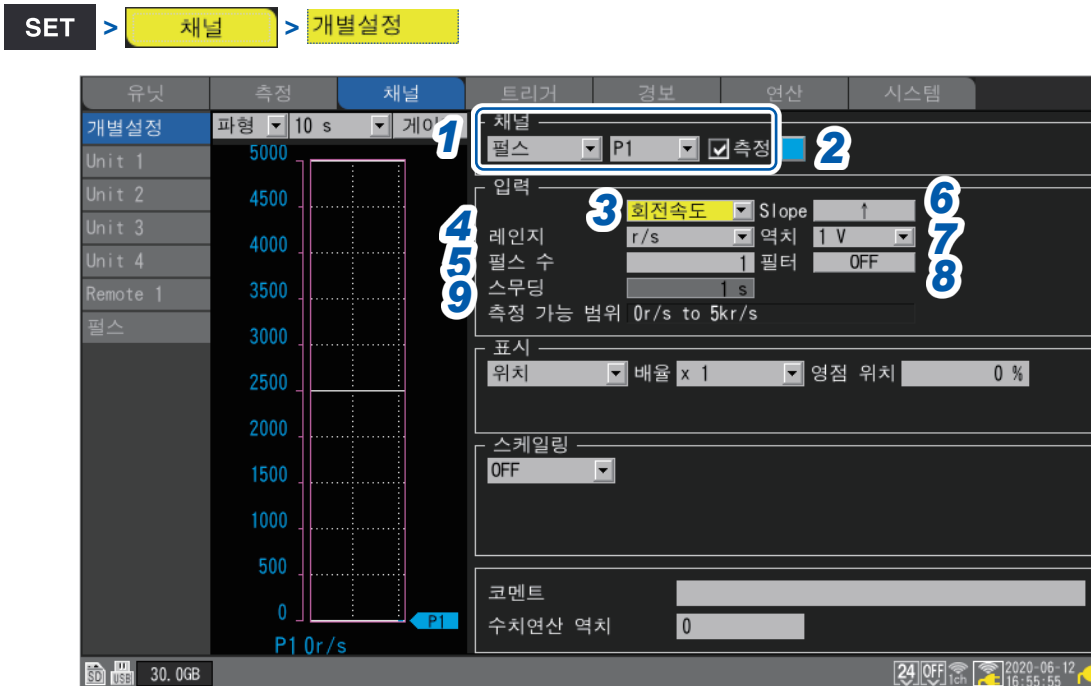 SET > 채널 > 개별설정
유닛 측정 채널 트리거 경보 연산 시스템
개별설정
Unit 1
Unit 2
Unit 3
Unit 4
Remote 1
펄스
파형 10 s
5000
4500
4000
3500
3000
2500
2000
1500
1000
500
0
P1
P1 0r/s
1 채널
펄스 P1 측정 2
입력
3 회전속도 Slope ↑ 6
4 레인지 r/s 역치 1 V 7
5 펄스 수 1 필터 OFF 8
9 스무딩 1 s
측정 가능 범위 0r/s to 5kr/s
표시
위치 배율 x 1 영점 위치 0 %
스케일링
OFF
코멘트
수치연산 역치 0
SD USB 30.0GB
24 OFF 1ch 2020-06-12
16:55:55